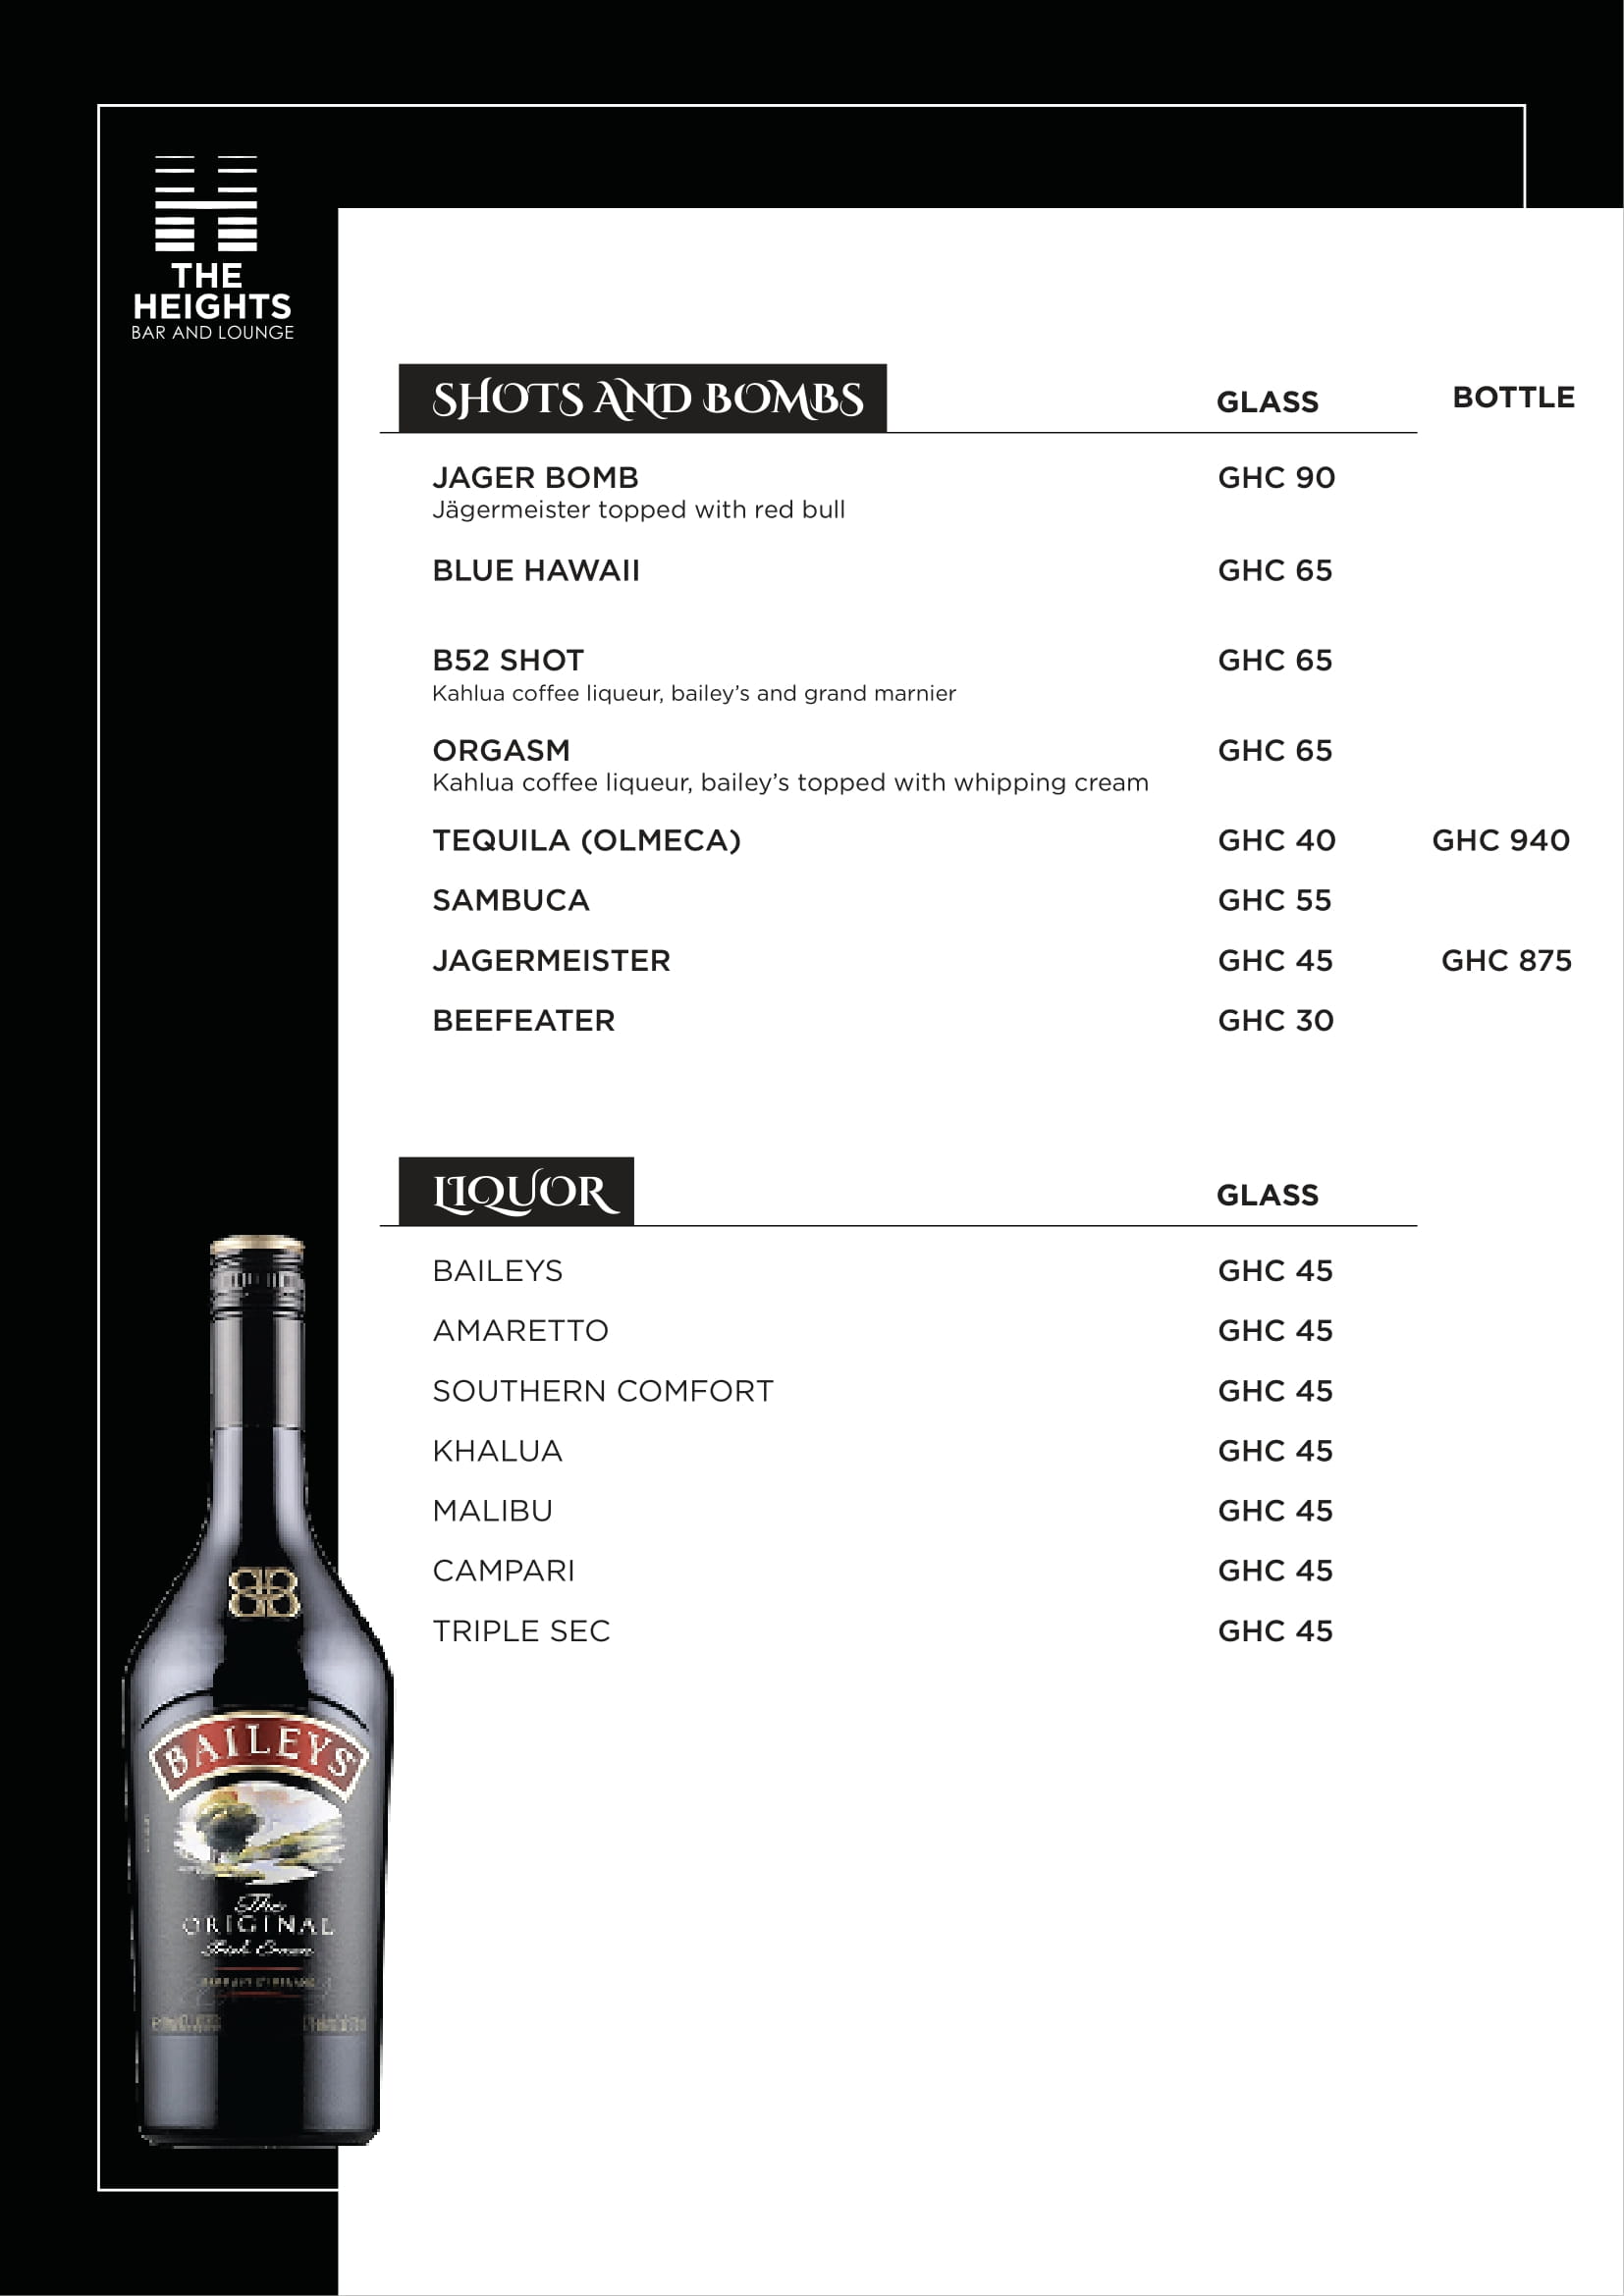 THE
HEIGHTS
BAR AND LOUNGE
SHOTS AND BOMBS GLASS BOTTLE
JAGER BOMB GHC 90
Jägermeister topped with red bull
BLUE HAWAII GHC 65
B52 SHOT GHC 65
Kahlua coffee liqueur, bailey’s and grand marnier
ORGASM GHC 65
Kahlua coffee liqueur, bailey’s topped with whipping cream
TEQUILA (OLMECA) GHC 40 GHC 940
SAMBUCA GHC 55
JAGERMEISTER GHC 45 GHC 875
BEEFEATER GHC 30
LIQUOR GLASS
BAILEYS GHC 45
AMARETTO GHC 45
SOUTHERN COMFORT GHC 45
KHALUA GHC 45
MALIBU GHC 45
CAMPARI GHC 45
TRIPLE SEC GHC 45
BAILEYS
The
ORIGINAL
Irish Cream